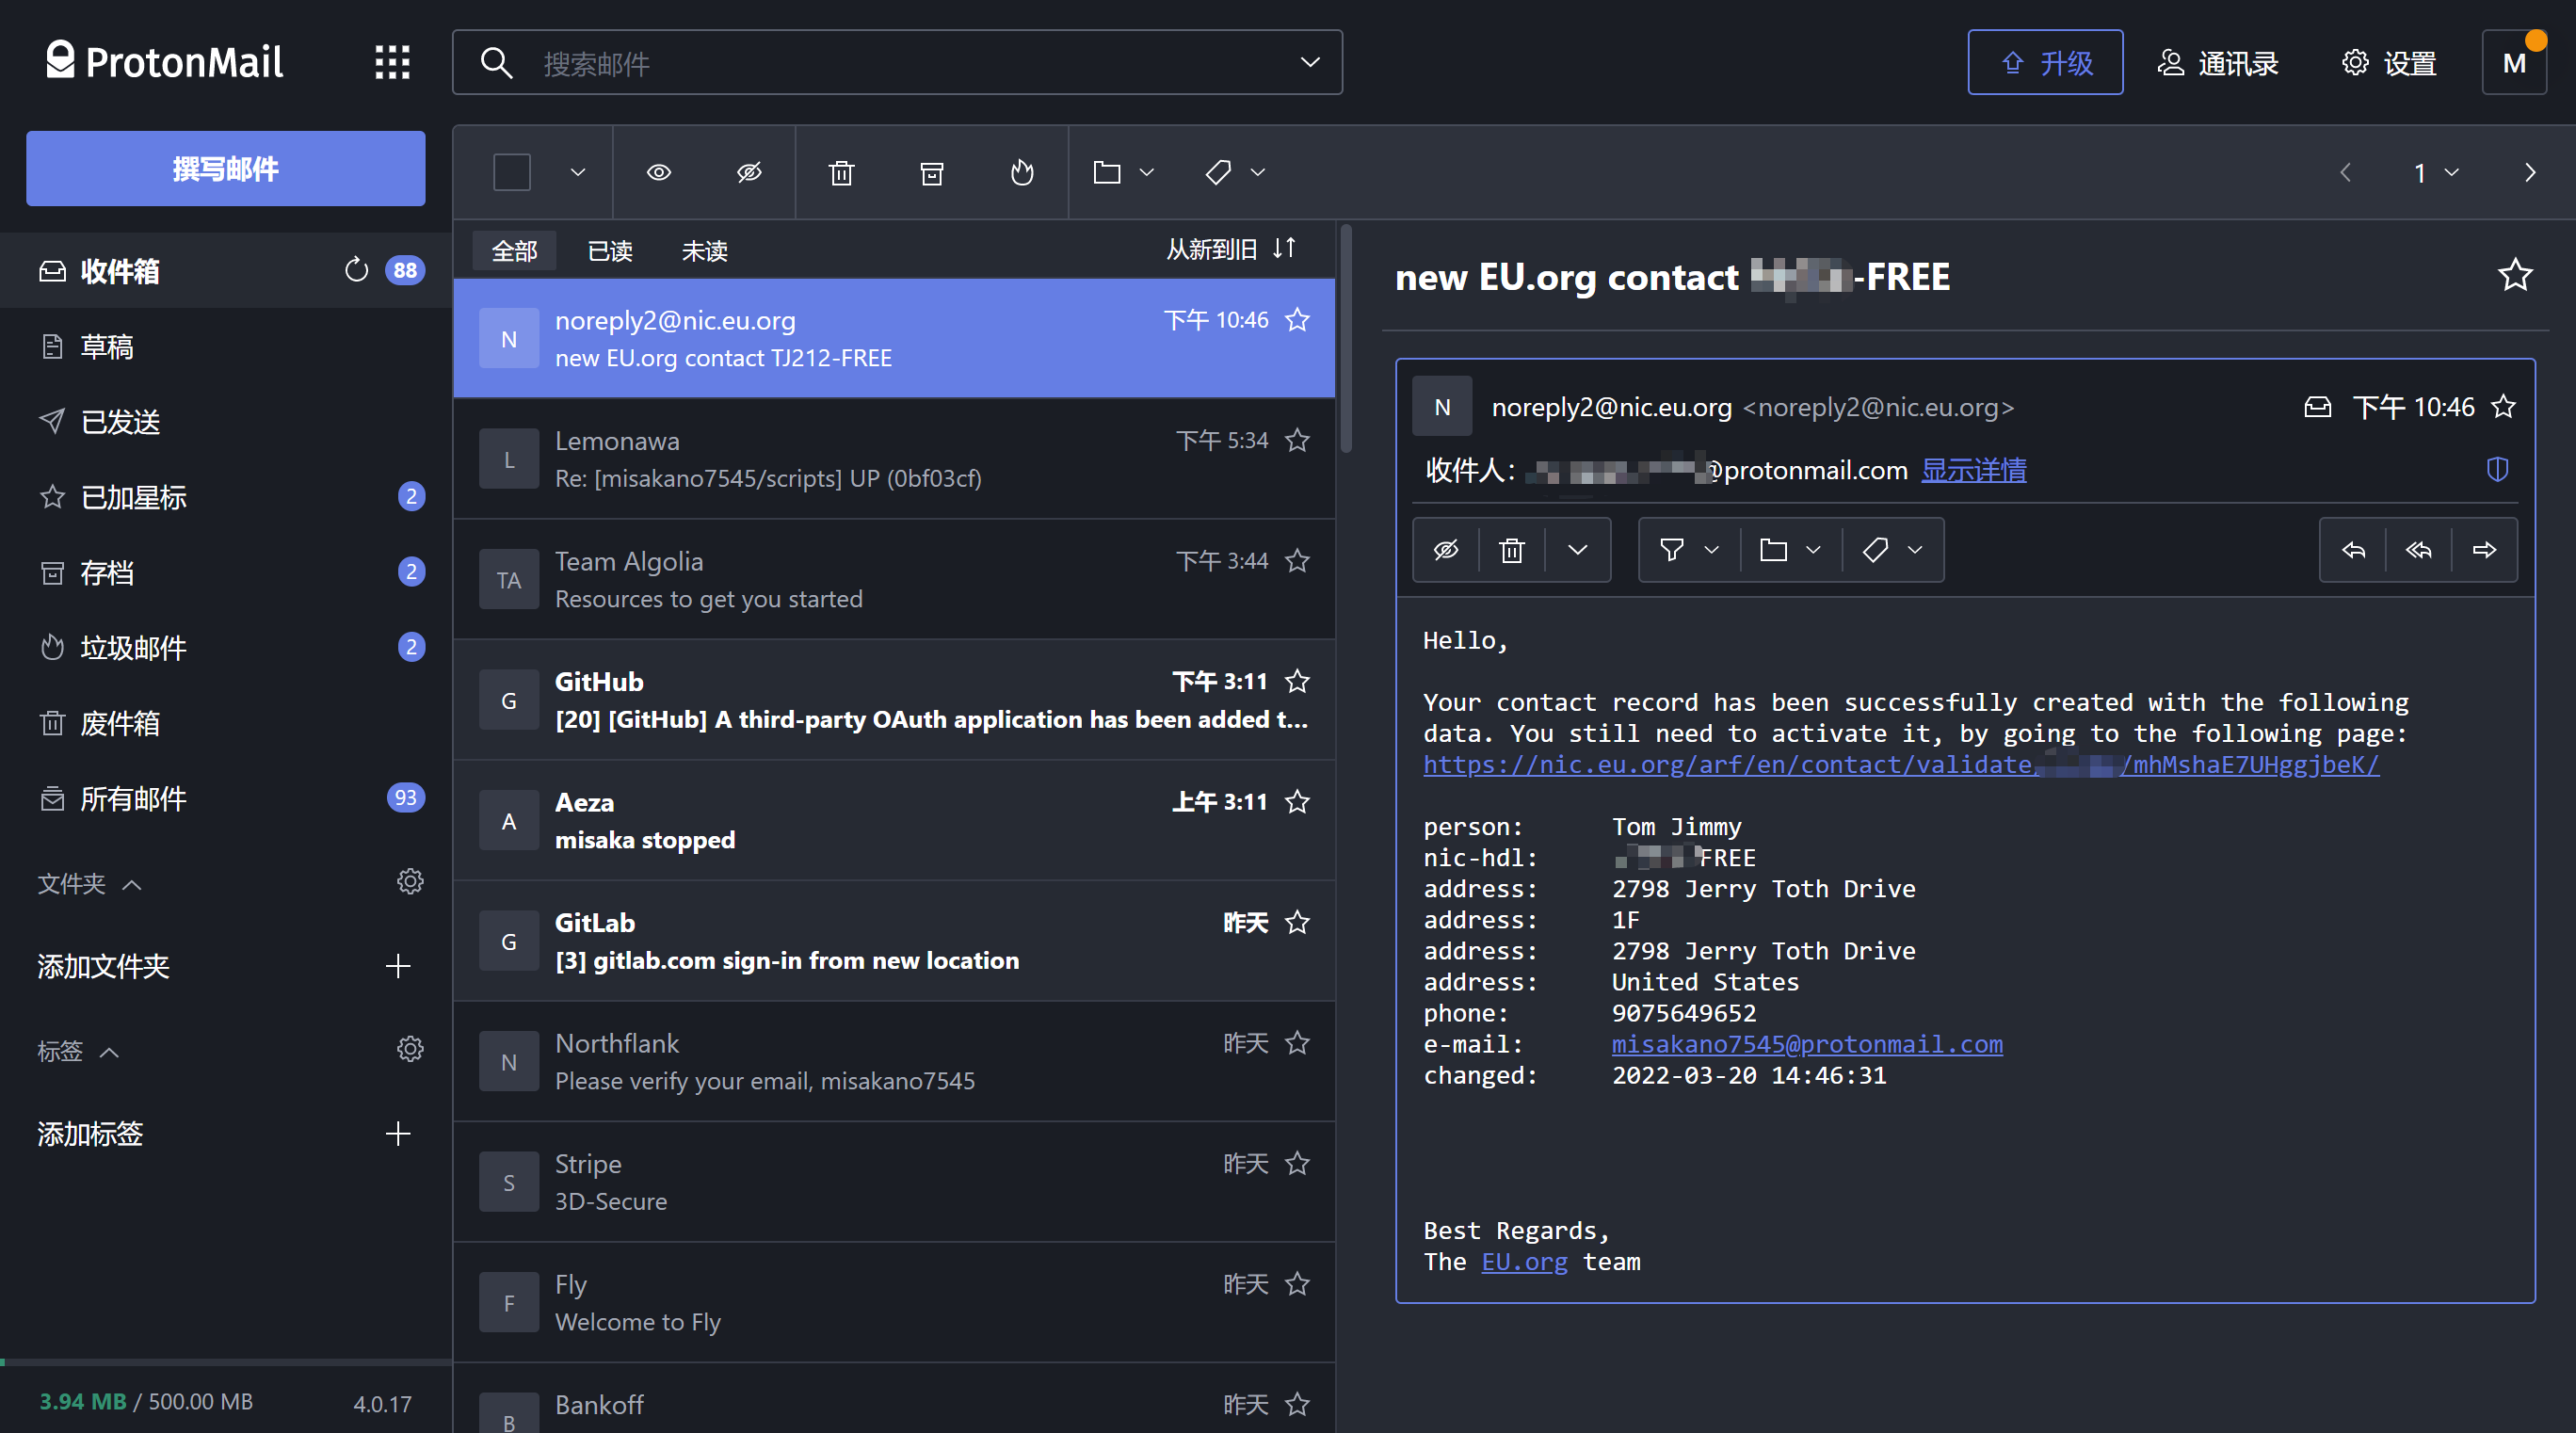 ProtonMail
搜索邮件
升级
通讯录
设置
M
撰写邮件
1
收件箱
88
草稿
已发送
已加星标
2
存档
2
垃圾邮件
2
废件箱
所有邮件
93
文件夹
添加文件夹
标签
添加标签
3.94 MB / 500.00 MB
4.0.17
全部 已读 未读 从新到旧
N
noreply2@nic.eu.org 下午 10:46
new EU.org contact TJ212-FREE
L
Lemonawa 下午 5:34
Re: [misakano7545/scripts] UP (0bf03cf)
TA
Team Algolia 下午 3:44
Resources to get you started
G
GitHub 下午 3:11
[20] [GitHub] A third-party OAuth application has been added t...
A
Aeza 上午 3:11
misaka stopped
G
GitLab 昨天
[3] gitlab.com sign-in from new location
N
Northflank 昨天
Please verify your email, misakano7545
S
Stripe 昨天
3D-Secure
F
Fly 昨天
Welcome to Fly
B
Bankoff 昨天
new EU.org contact -FREE
N
noreply2@nic.eu.org <noreply2@nic.eu.org> 下午 10:46
收件人: @protonmail.com 显示详情
Hello,
Your contact record has been successfully created with the following
data. You still need to activate it, by going to the following page:
https://nic.eu.org/arf/en/contact/validate /mhMshaE7UHggjbeK/
person: Tom Jimmy
nic-hdl: FREE
address: 2798 Jerry Toth Drive
address: 1F
address: 2798 Jerry Toth Drive
address: United States
phone: 9075649652
e-mail: misakano7545@protonmail.com
changed: 2022-03-20 14:46:31
Best Regards,
The EU.org team